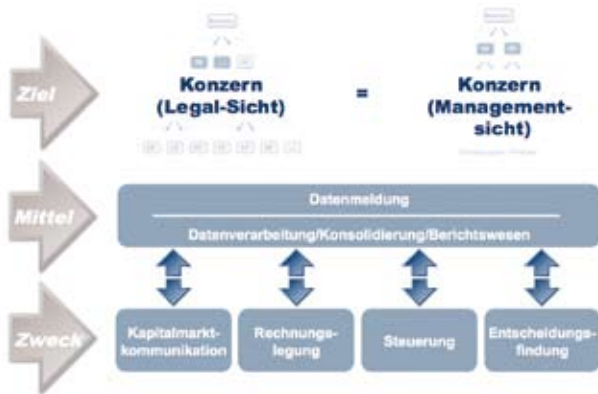 Ziel
Konzern
(Legal-Sicht)
=
Konzern
(Management-
sicht)
Mittel
Datenmeldung
Datenverarbeitung/Konsolidierung/Berichtswesen
Zweck
Kapitalmarkt-
kommunikation
Rechnungs-
legung
Steuerung
Entscheidungs-
findung